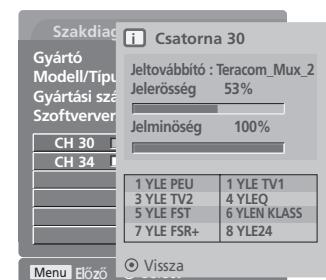 Szakdiag
Gyártó
Modell/Típu
Gyártási szá
Szoftverver
CH 30
CH 34
Menu Előző
i Csatorna 30
Jeltovábbító : Teracom_Mux_2
Jelerösség 53%
Jelminöség 100%
1 YLE PEU 1 YLE TV1
3 YLE TV2 4 YLEQ
5 YLE FST 6 YLEN KLASS
7 YLE FSR+ 8 YLE24
Vissza